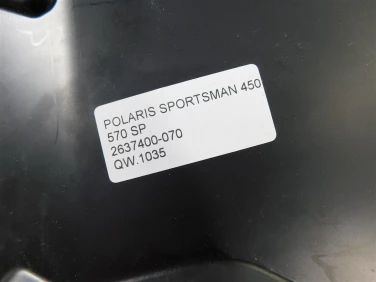 POLARIS SPORTSMAN 450
570 SP
2637400-070
QW.1035